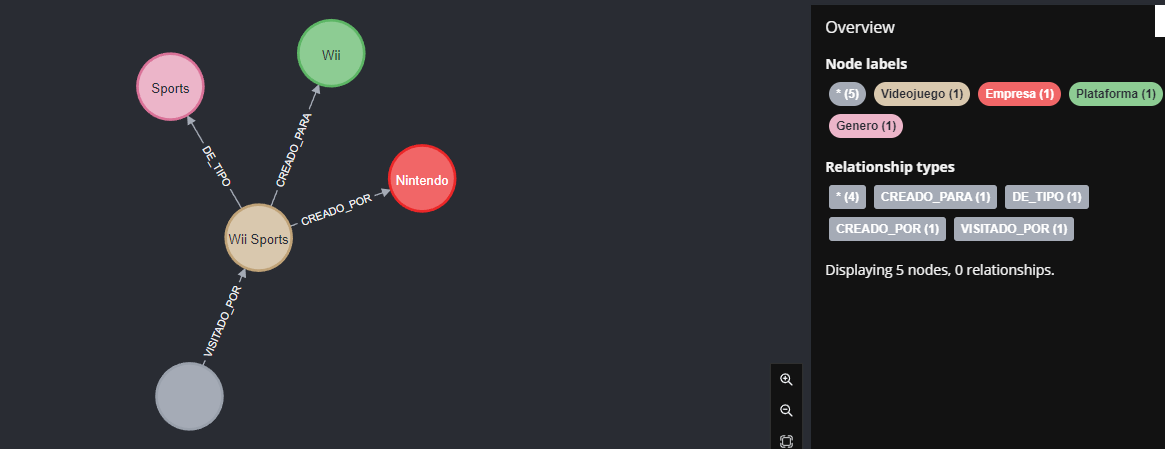 Wii
Sports
DE_TIPO
CREADO_PARA
Nintendo
CREADO_POR
Wii Sports
VISITADO_POR
Overview
Node labels
* (5) Videojuego (1) Empresa (1) Plataforma (1)
Genero (1)
Relationship types
* (4) CREADO_PARA (1) DE_TIPO (1)
CREADO_POR (1) VISITADO_POR (1)
Displaying 5 nodes, 0 relationships.